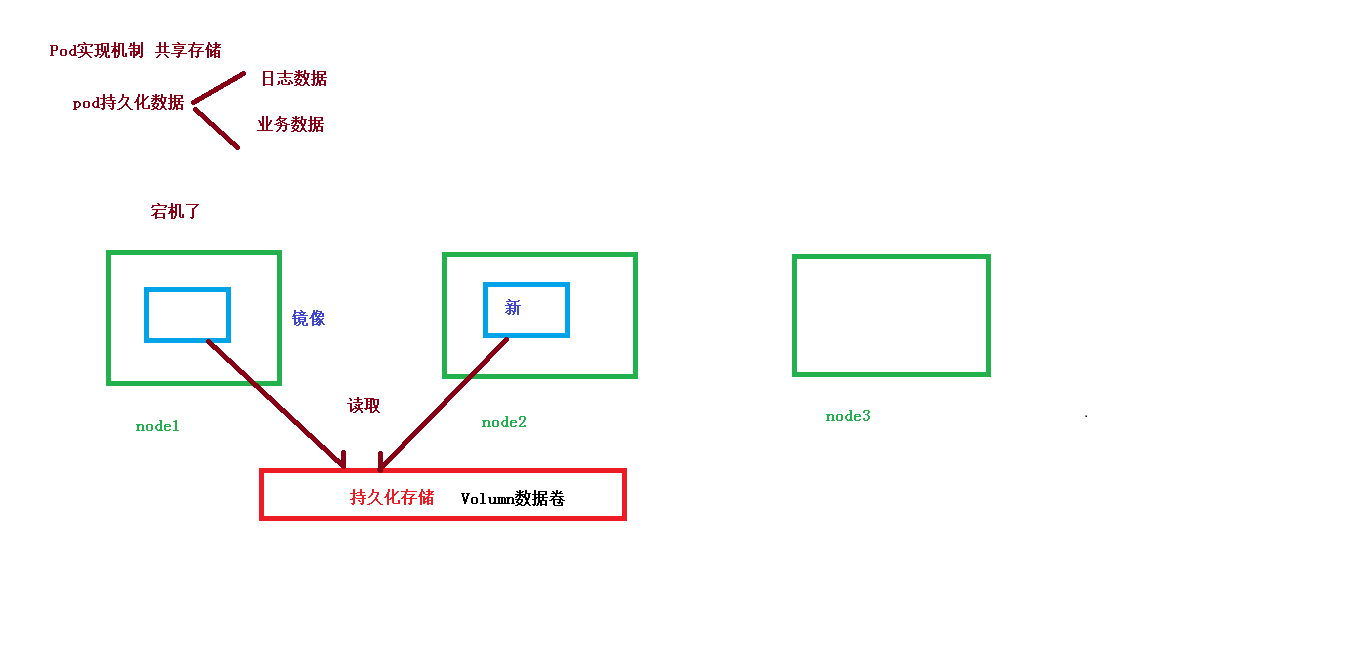 Pod实现机制 共享存储
日志数据
pod持久化数据
业务数据
宕机了
新
镜像
读取
node1
node2
node3
持久化存储 Volumn数据卷